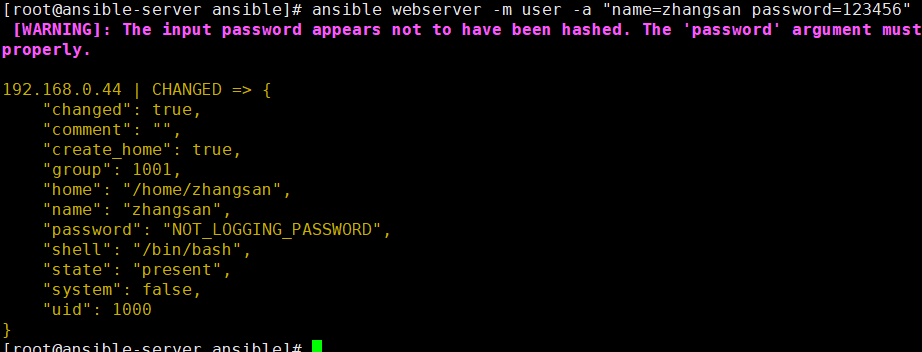 [root@ansible-server ansible]# ansible webserver -m user -a "name=zhangsan password=123456"
[WARNING]: The input password appears not to have been hashed. The 'password' argument must
properly.
192.168.0.44 | CHANGED => {
    "changed": true,
    "comment": "",
    "create_home": true,
    "group": 1001,
    "home": "/home/zhangsan",
    "name": "zhangsan",
    "password": "NOT_LOGGING_PASSWORD",
    "shell": "/bin/bash",
    "state": "present",
    "system": false,
    "uid": 1000
}
[root@ansible-server ansible]#